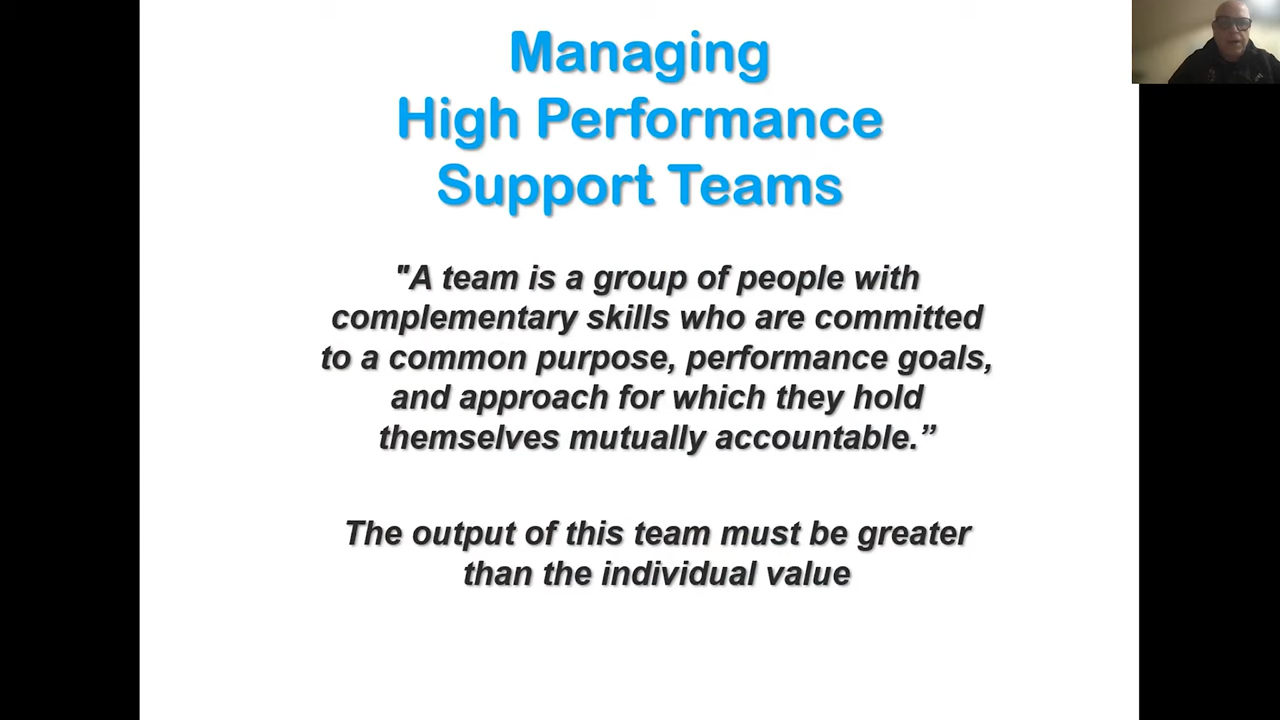 Managing
High Performance
Support Teams
"A team is a group of people with
complementary skills who are committed
to a common purpose, performance goals,
and approach for which they hold
themselves mutually accountable.”
The output of this team must be greater
than the individual value